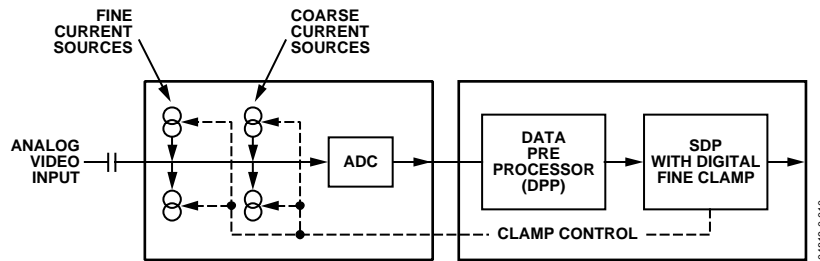 FINE
CURRENT
SOURCES
COARSE
CURRENT
SOURCES
ANALOG
VIDEO
INPUT
ADC
DATA
PRE
PROCESSOR
(DPP)
SDP
WITH DIGITAL
FINE CLAMP
CLAMP CONTROL